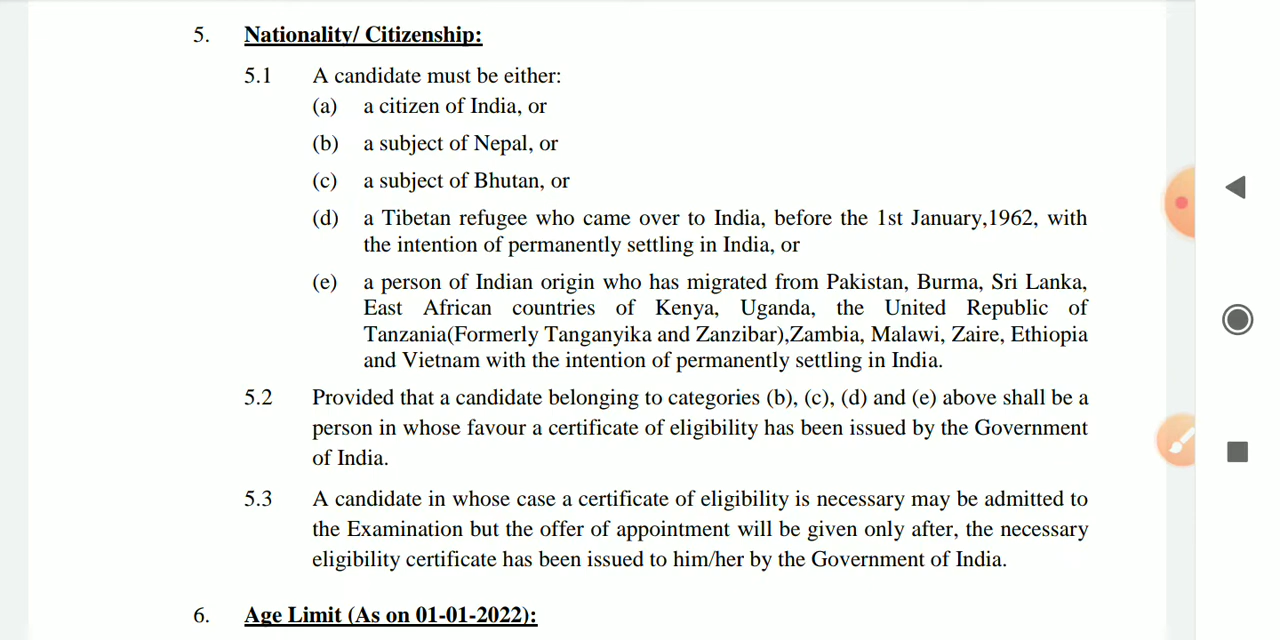 5. Nationality/ Citizenship:
5.1 A candidate must be either:
(a) a citizen of India, or
(b) a subject of Nepal, or
(c) a subject of Bhutan, or
(d) a Tibetan refugee who came over to India, before the 1st January,1962, with
the intention of permanently settling in India, or
(e) a person of Indian origin who has migrated from Pakistan, Burma, Sri Lanka,
East African countries of Kenya, Uganda, the United Republic of
Tanzania(Formerly Tanganyika and Zanzibar),Zambia, Malawi, Zaire, Ethiopia
and Vietnam with the intention of permanently settling in India.
5.2 Provided that a candidate belonging to categories (b), (c), (d) and (e) above shall be a
person in whose favour a certificate of eligibility has been issued by the Government
of India.
5.3 A candidate in whose case a certificate of eligibility is necessary may be admitted to
the Examination but the offer of appointment will be given only after, the necessary
eligibility certificate has been issued to him/her by the Government of India.
6. Age Limit (As on 01-01-2022):